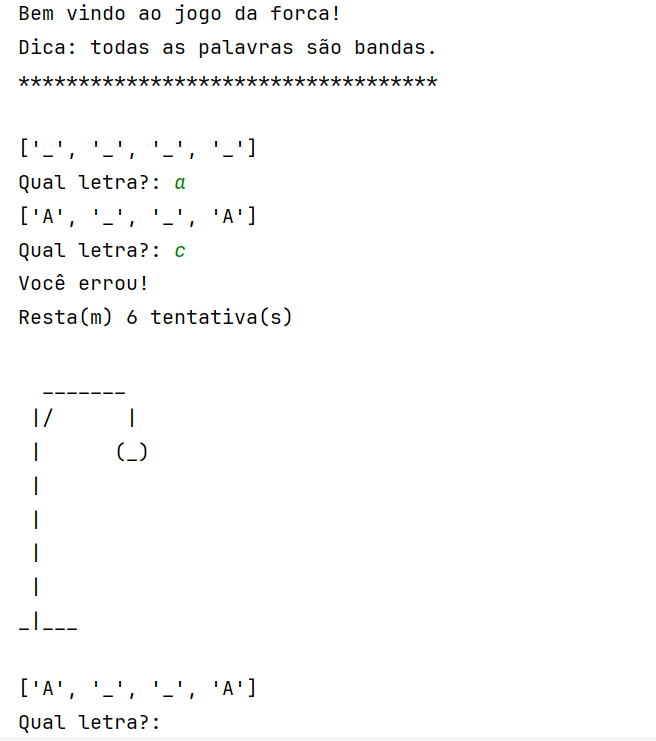 Bem vindo ao jogo da forca!
Dica: todas as palavras são bandas.
***********************************
['_', '_', '_', '_']
Qual letra?: a
['A', '_', '_', 'A']
Qual letra?: c
Você errou!
Resta(m) 6 tentativa(s)
  _______
 |/      |
 |      (_)
 |
 |
 |
 |
_|___
['A', '_', '_', 'A']
Qual letra?: